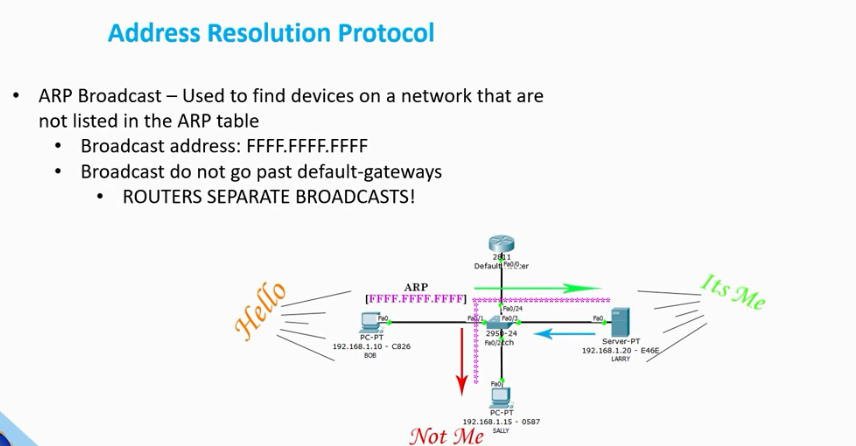 Address Resolution Protocol
• ARP Broadcast – Used to find devices on a network that are
not listed in the ARP table
• Broadcast address: FFFF.FFFF.FFFF
• Broadcast do not go past default-gateways
• ROUTERS SEPARATE BROADCASTS!
2811
Fa0/0
Hello
ARP
[FFFF.FFFF.FFFF]
Its Me
Fa0/24
Fa0
Fa0/1
Fa0/3
Fa0
PC-PT
192.168.1.10 - C826
BOB
2950-24
Server-PT
192.168.1.20 - E46E
LARRY
Fa0
PC-PT
192.168.1.15 - 0587
SALLY
Not Me